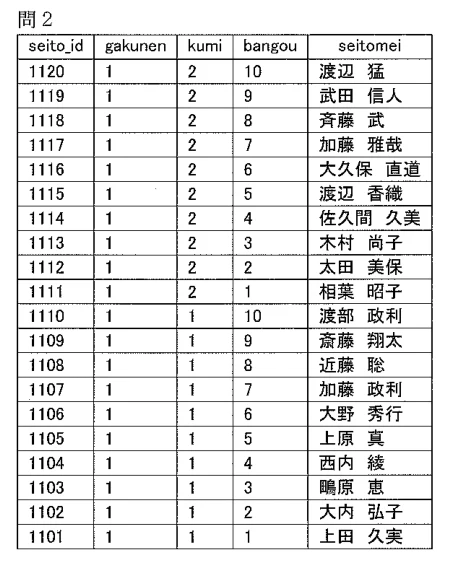 問2
seito_id gakunen kumi bangou seitomei
1120 1 2 10 渡辺 猛
1119 1 2 9 武田 信人
1118 1 2 8 斉藤 武
1117 1 2 7 加藤 雅哉
1116 1 2 6 大久保 直道
1115 1 2 5 渡辺 香織
1114 1 2 4 佐久間 久美
1113 1 2 3 木村 尚子
1112 1 2 2 太田 美保
1111 1 2 1 相葉 昭子
1110 1 1 10 渡部 政利
1109 1 1 9 斎藤 翔太
1108 1 1 8 近藤 聡
1107 1 1 7 加藤 政利
1106 1 1 6 大野 秀行
1105 1 1 5 上原 真
1104 1 1 4 西内 綾
1103 1 1 3 鴫原 恵
1102 1 1 2 大内 弘子
1101 1 1 1 上田 久実